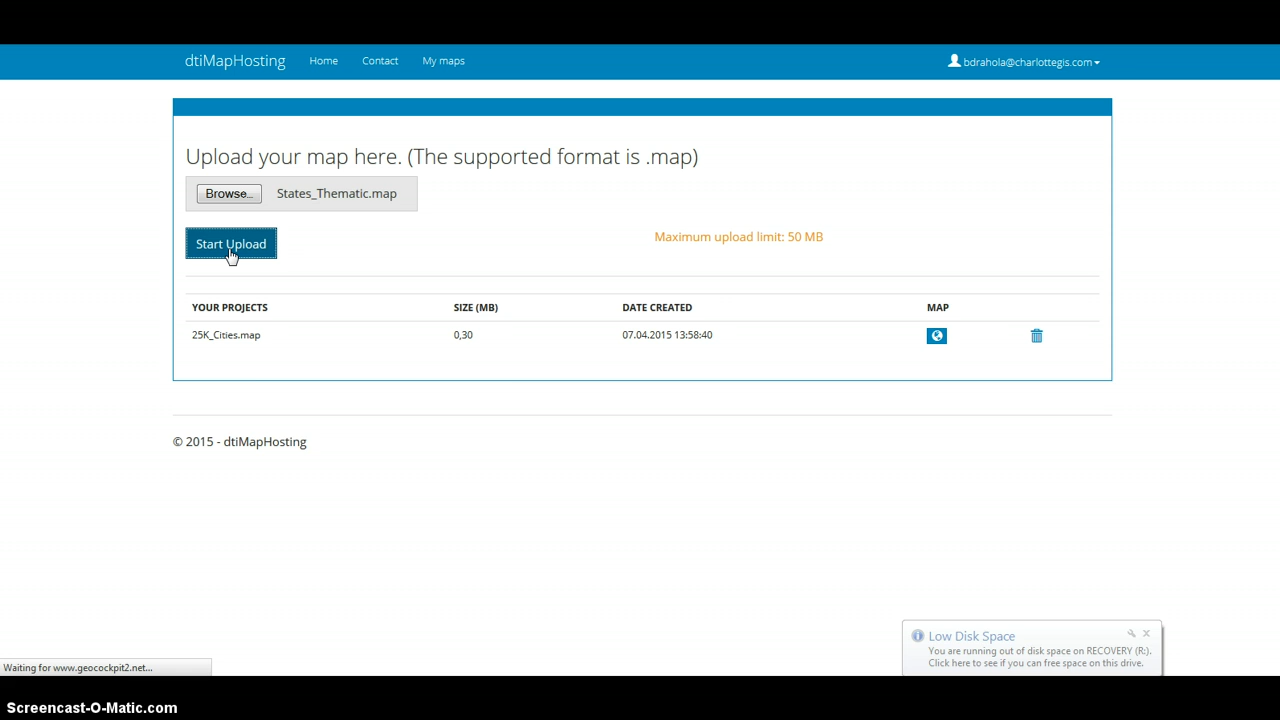 dtiMapHosting Home Contact My maps bdrahola@charlottegis.com
Upload your map here. (The supported format is .map)
Browse... States_Thematic.map
Start Upload Maximum upload limit: 50 MB
YOUR PROJECTS SIZE (MB) DATE CREATED MAP
25K_Cities.map 0,30 07.04.2015 13:58:40
© 2015 - dtiMapHosting
Low Disk Space
You are running out of disk space on RECOVERY (R:).
Click here to see if you can free space on this drive.
Waiting for www.geocockpit2.net...
Screencast-O-Matic.com